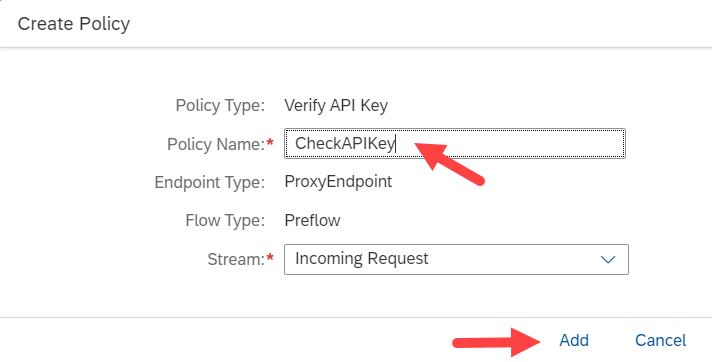 Create Policy
Policy Type: Verify API Key
Policy Name:* CheckAPIKey
Endpoint Type: ProxyEndpoint
Flow Type: Preflow
Stream:* Incoming Request
Add Cancel